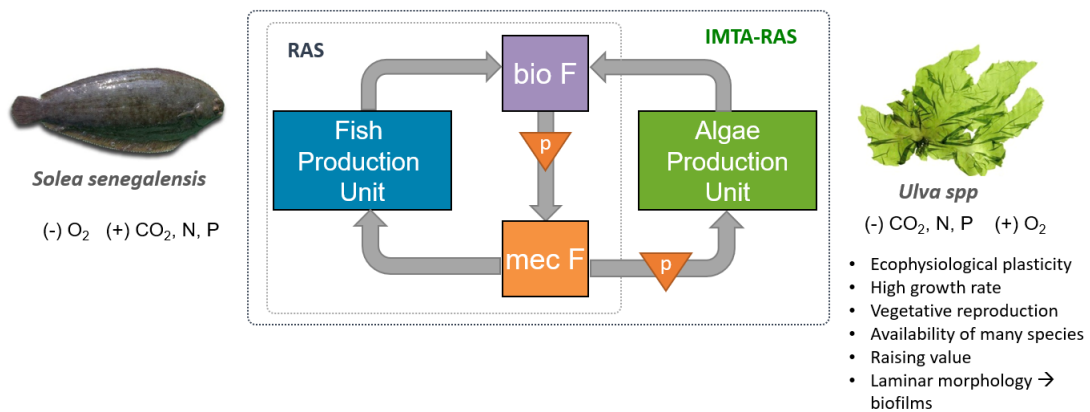 RAS
IMTA-RAS
bio F
p
Fish
Production
Unit
Algae
Production
Unit
mec F
p
Solea senegalensis
(-) O₂ (+) CO₂, N, P
Ulva spp
(-) CO₂, N, P (+) O₂
• Ecophysiological plasticity
• High growth rate
• Vegetative reproduction
• Availability of many species
• Raising value
• Laminar morphology →
biofilms